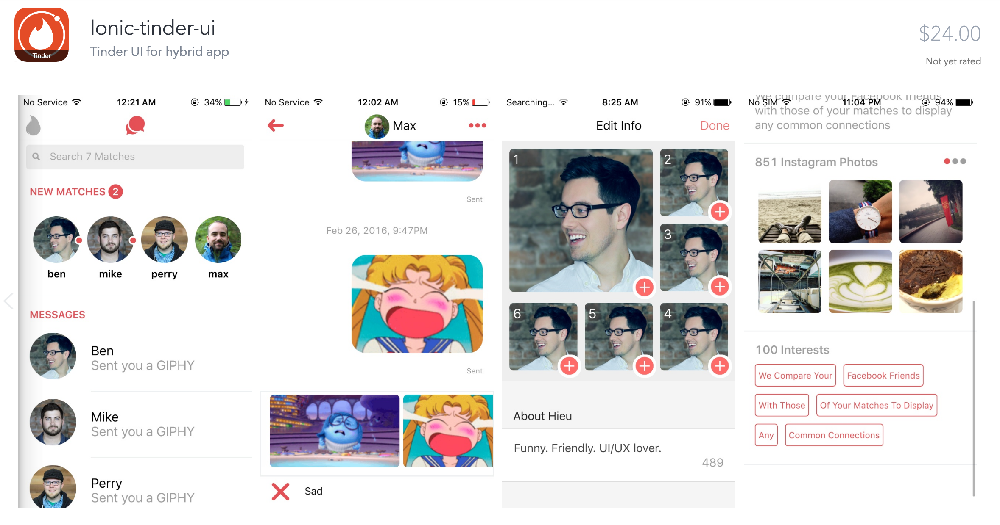 Ionic-tinder-ui
Tinder UI for hybrid app
Tinder
$24.00
Not yet rated
No Service
12:21 AM
34%
Search 7 Matches
NEW MATCHES 2
ben
mike
perry
max
MESSAGES
Ben
Sent you a GIPHY
Mike
Sent you a GIPHY
Perry
Sent you a GIPHY
No Service
12:02 AM
15%
Max
Sent
Feb 26, 2016, 9:47PM
Sent
Sad
Searching...
8:25 AM
91%
Edit Info
Done
1
2
3
6
5
4
About Hieu
Funny. Friendly. UI/UX lover.
489
No SIM
11:04 PM
94%
We compare your Facebook friends
with those of your matches to display
any common connections
851 Instagram Photos
100 Interests
We Compare Your
Facebook Friends
With Those
Of Your Matches To Display
Any
Common Connections